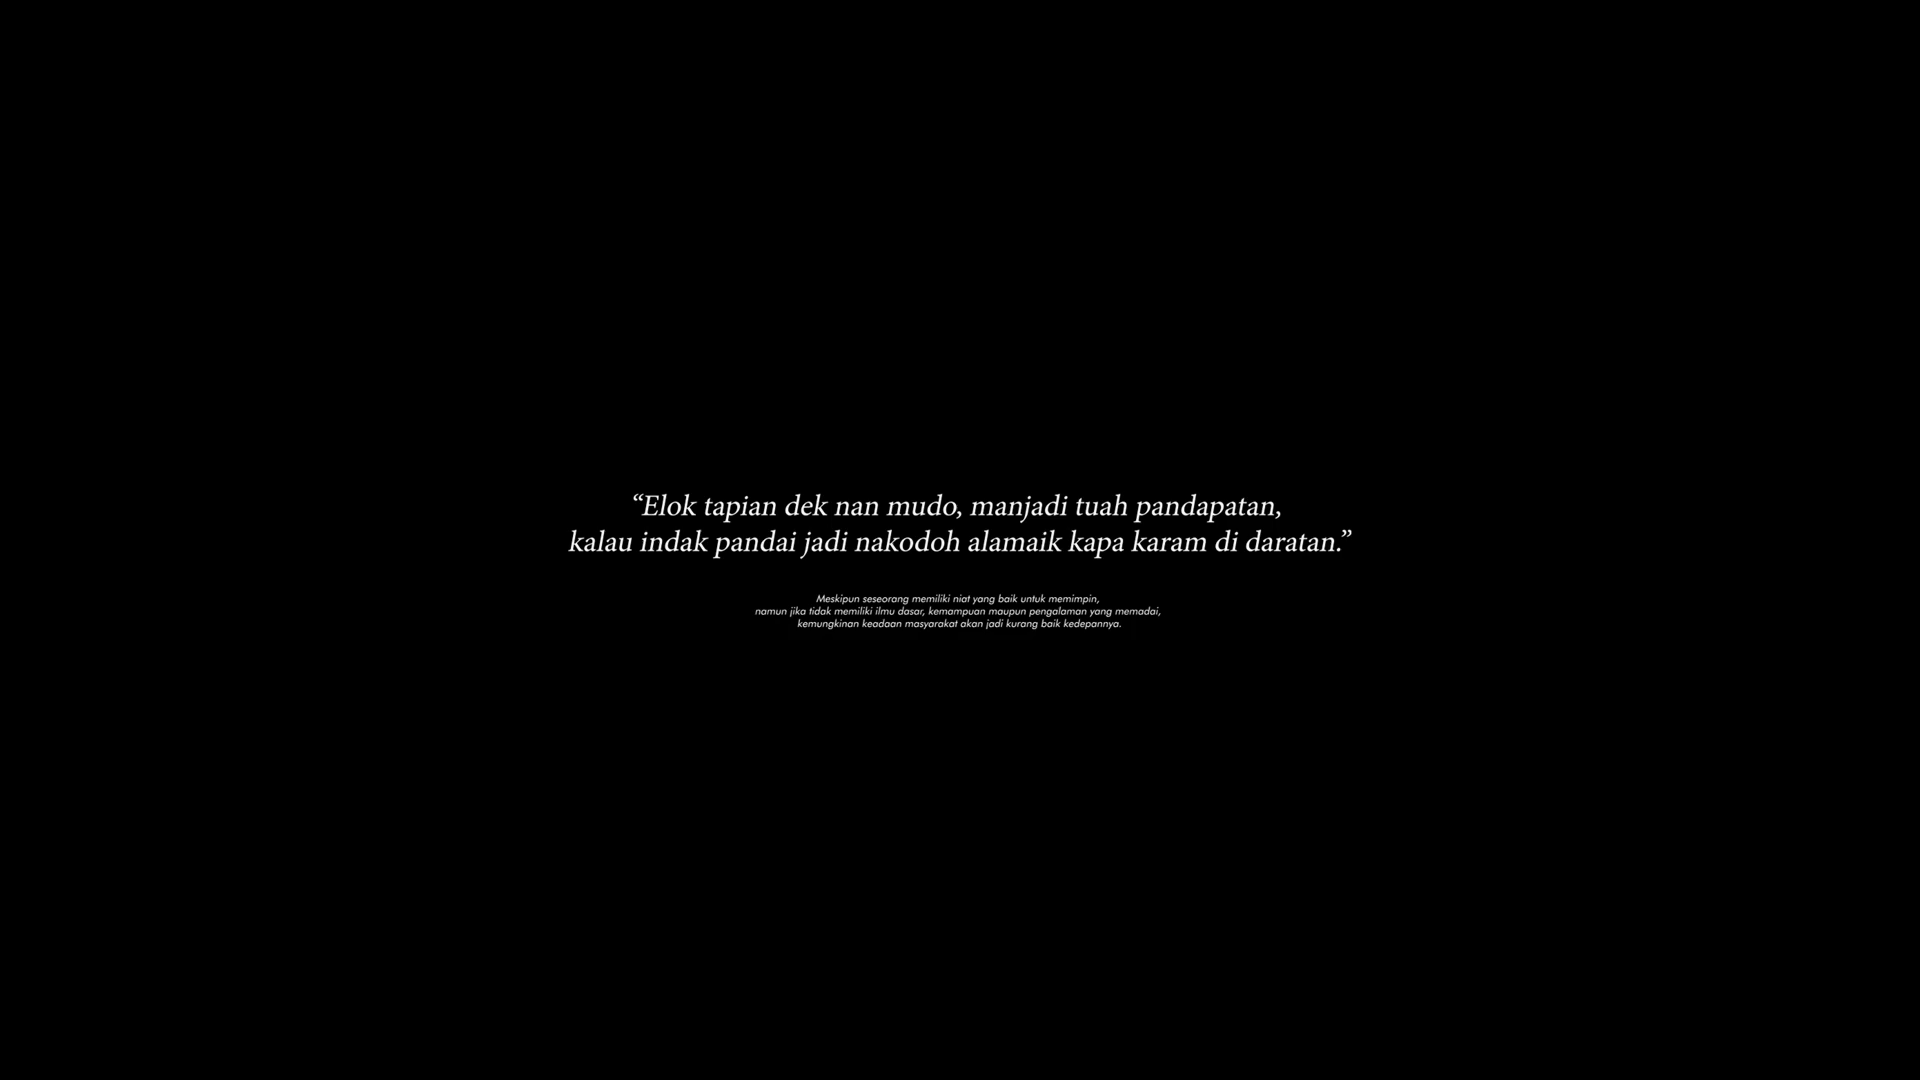 “Elok tapian dek nan mudo, manjadi tuah pandapatan,
kalau indak pandai jadi nakodoh alamaik kapa karam di daratan.”
Meskipun seseorang memiliki niat yang baik untuk memimpin,
namun jika tidak memiliki ilmu dasar, kemampuan maupun pengalaman yang memadai,
kemungkinan keadaan masyarakat akan jadi kurang baik kedepannya.